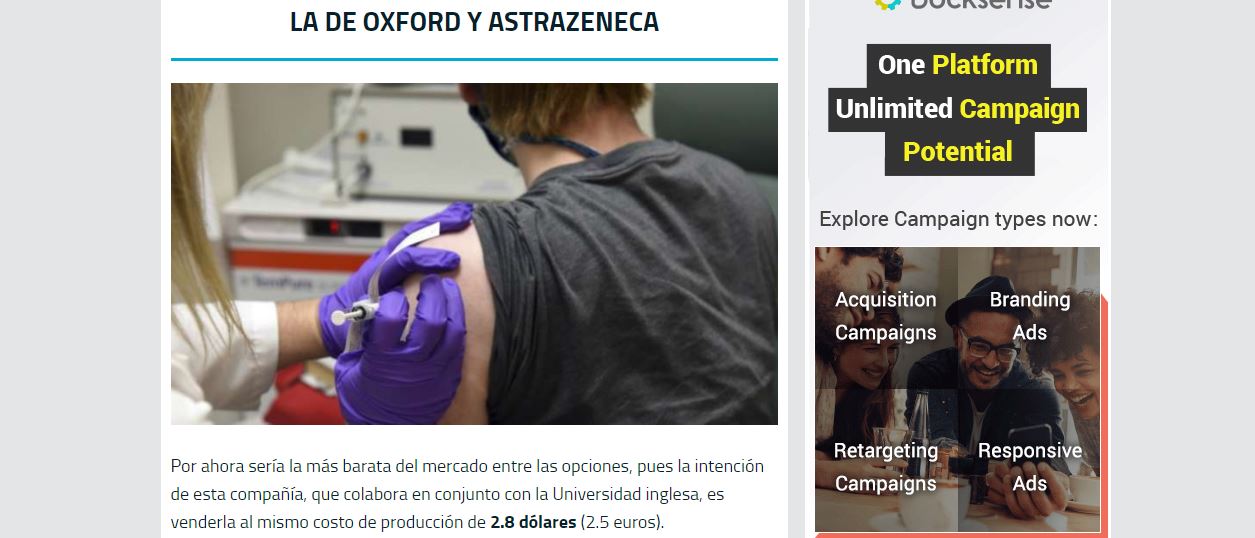 LA DE OXFORD Y ASTRAZENECA
Por ahora sería la más barata del mercado entre las opciones, pues la intención
de esta compañía, que colabora en conjunto con la Universidad inglesa, es
venderla al mismo costo de producción de 2.8 dólares (2.5 euros).
One Platform
Unlimited Campaign
Potential
Explore Campaign types now:
Acquisition
Campaigns
Branding
Ads
Retargeting
Campaigns
Responsive
Ads